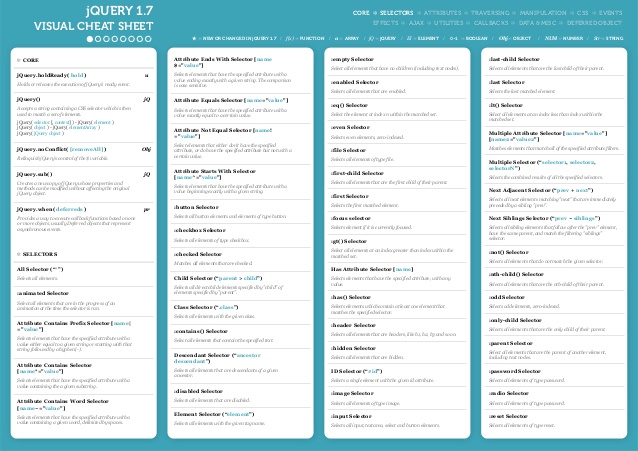 jQUERY 1.7
VISUAL CHEAT SHEET
CORE ATTRIBUTES TRAVERSING MANIPULATION CSS EVENTS
SELECTORS
EFFECTS AJAX UTILITIES CALLBACKS DATA & MISC DEFERRED OBJECT
★ = NEW OR CHANGED IN jQUERY 1.7 / f(x) = FUNCTION / a = ARRAY / jQ = JQUERY / El = ELEMENT / 0-1 = BOOLEAN / Obj = OBJECT / NUM = NUMBER / Str = STRING
CORE
jQuery.holdReady( hold )
Holds or releases the execution of jQuery's ready event.
jQuery() jQ
Accepts a string containing a CSS selector which is then
used to match a set of elements.
jQuery.noConflict( [removeAll] ) Obj
Relinquish jQuery's control of the $ variable.
jQuery.sub() jQ
Creates a new copy of jQuery whose properties and
methods can be modified without affecting the original
jQuery object.
jQuery.when( deferreds )
Provides a way to execute callback functions based on one
or more objects, usually Deferred objects that represent
asynchronous events.
SELECTORS
All Selector ("*")
Selects all elements.
:animated Selector
Select all elements that are in the progress of an
animation at the time the selector is run.
Attribute Contains Prefix Selector [name|
="value"]
Selects elements that have the specified attribute with a
value either equal to a given string or starting with that
string followed by a hyphen (-).
Attribute Contains Selector
[name*="value"]
Selects elements that have the specified attribute with a
value containing the a given substring.
Attribute Contains Word Selector
[name~="value"]
Selects elements that have the specified attribute with a
value containing a given word, delimited by spaces.
Attribute Ends With Selector [name
$="value"]
Selects elements that have the specified attribute with a
value ending exactly with a given string. The comparison
is case sensitive.
Attribute Equals Selector [name="value"]
Selects elements that have the specified attribute with a
value exactly equal to a certain value.
Attribute Not Equal Selector [name!
="value"]
Select elements that either don't have the specified
attribute, or do have the specified attribute but not with a
certain value.
Attribute Starts With Selector
[name^="value"]
Selects elements that have the specified attribute with a
value beginning exactly with a given string.
:button Selector
Selects all button elements and elements of type button.
:checkbox Selector
Selects all elements of type checkbox.
:checked Selector
Matches all elements that are checked.
Child Selector ("parent > child")
Selects all direct child elements specified by "child" of
elements specified by "parent".
Class Selector (".class")
Selects all elements with the given class.
:contains() Selector
Select all elements that contain the specified text.
Descendant Selector ("ancestor
descendant")
Selects all elements that are descendants of a given
ancestor.
:disabled Selector
Selects all elements that are disabled.
Element Selector ("element")
Selects all elements with the given tag name.
:empty Selector
Select all elements that have no children (including text nodes).
:enabled Selector
Selects all elements that are enabled.
:eq() Selector
Select the element at index n within the matched set.
:even Selector
Selects even elements, zero-indexed.
:file Selector
Selects all elements of type file.
:first-child Selector
Selects all elements that are the first child of their parent.
:first Selector
Selects the first matched element.
:focus selector
Selects element if it is currently focused.
:gt() Selector
Select all elements at an index greater than index within the
matched set.
Has Attribute Selector [name]
Selects elements that have the specified attribute, with any
value.
:has() Selector
Selects elements which contain at least one element that
matches the specified selector.
:header Selector
Selects all elements that are headers, like h1, h2, h3 and so on.
:hidden Selector
Selects all elements that are hidden.
ID Selector ("#id")
Selects a single element with the given id attribute.
:image Selector
Selects all elements of type image.
:input Selector
Selects all input, textarea, select and button elements.
:last-child Selector
Selects all elements that are the last child of their parent.
:last Selector
Selects the last matched element.
:lt() Selector
Select all elements at an index less than index within the
matched set.
Multiple Attribute Selector [name="value"]
[name2="value2"]
Matches elements that match all of the specified attribute filters.
Multiple Selector ("selector1, selector2,
selectorN")
Selects the combined results of all the specified selectors.
Next Adjacent Selector ("prev + next")
Selects all next elements matching "next" that are immediately
preceded by a sibling "prev".
Next Siblings Selector ("prev ~ siblings")
Selects all sibling elements that follow after the "prev" element,
have the same parent, and match the filtering "siblings"
selector.
:not() Selector
Selects all elements that do not match the given selector.
:nth-child() Selector
Selects all elements that are the nth-child of their parent.
:odd Selector
Selects odd elements, zero-indexed.
:only-child Selector
Selects all elements that are the only child of their parent.
:parent Selector
Select all elements that are the parent of another element,
including text nodes.
:password Selector
Selects all elements of type password.
:radio Selector
Selects all elements of type password.
:reset Selector
Selects all elements of type reset.